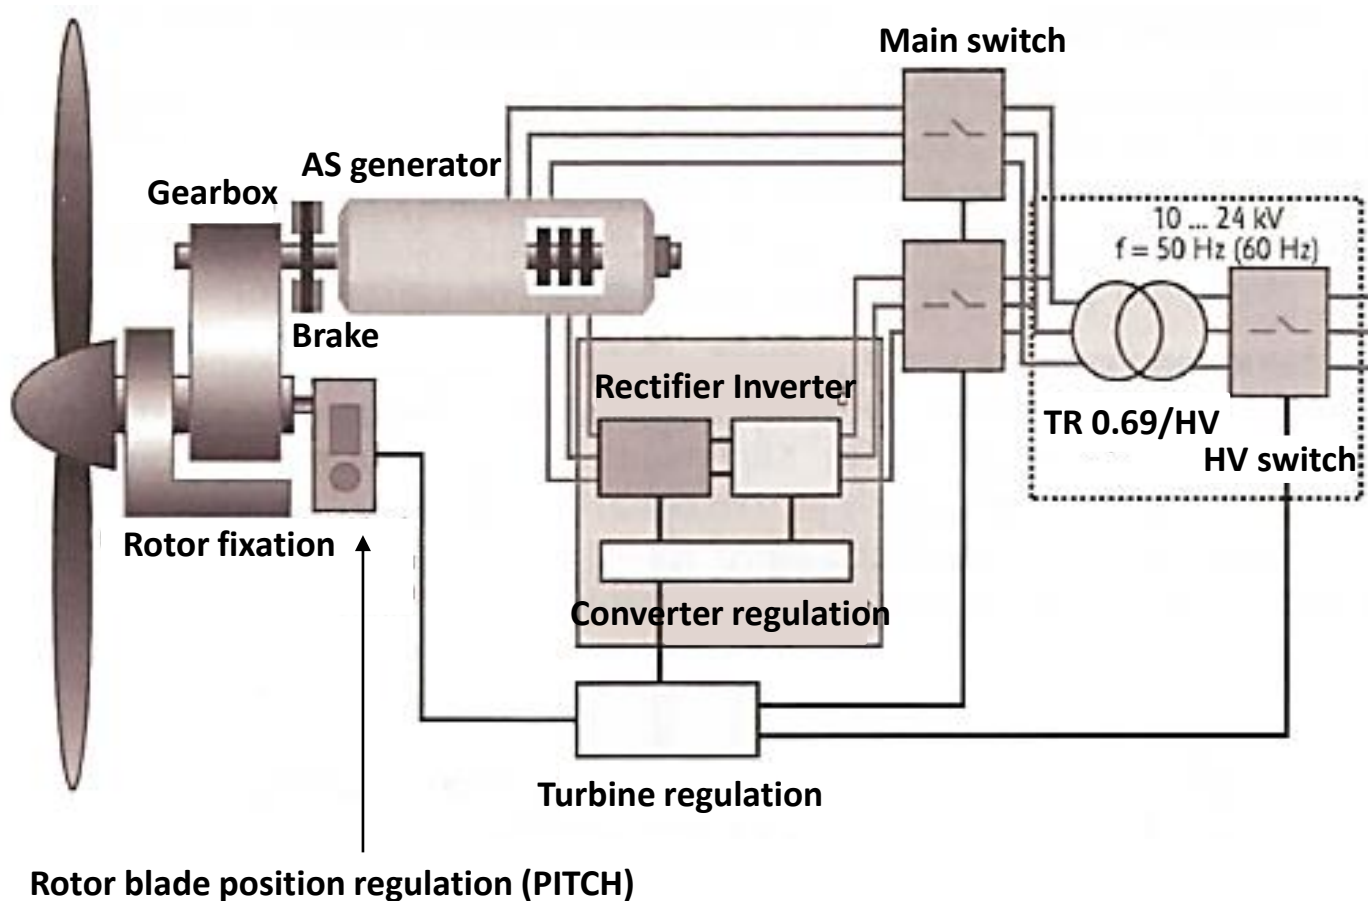 Main switch
AS generator
Gearbox
10 ... 24 kV
f = 50 Hz (60 Hz)
Brake
Rectifier Inverter
TR 0.69/HV
HV switch
Rotor fixation
Converter regulation
Turbine regulation
Rotor blade position regulation (PITCH)